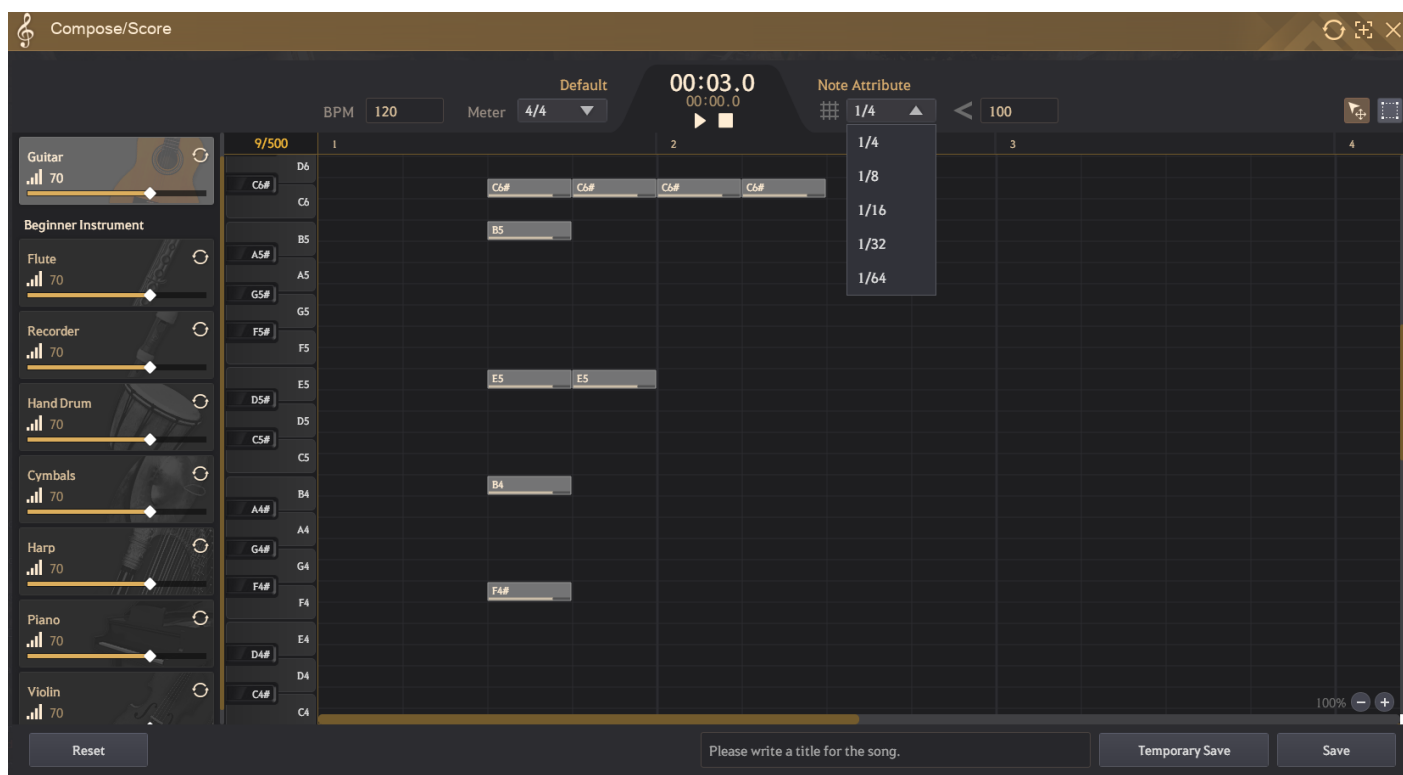 Compose/Score
Default
00:03.0
Note Attribute
BPM 120 Meter 4/4
00:00.0
1/4
100
1/4
1/8
1/16
1/32
1/64
Guitar
70
Beginner Instrument
Flute
70
Recorder
70
Hand Drum
70
Cymbals
70
Harp
70
Piano
70
Violin
70
9/500 1 2 3 4
D6
C6#
C6
B5
A5#
A5
G5#
G5
F5#
F5
E5
D5#
D5
C5#
C5
B4
A4#
A4
G4#
G4
F4#
F4
E4
D4#
D4
C4#
C4
C6# C6# C6# C6#
B5
E5 E5
B4
F4#
100%
Reset
Please write a title for the song.
Temporary Save
Save